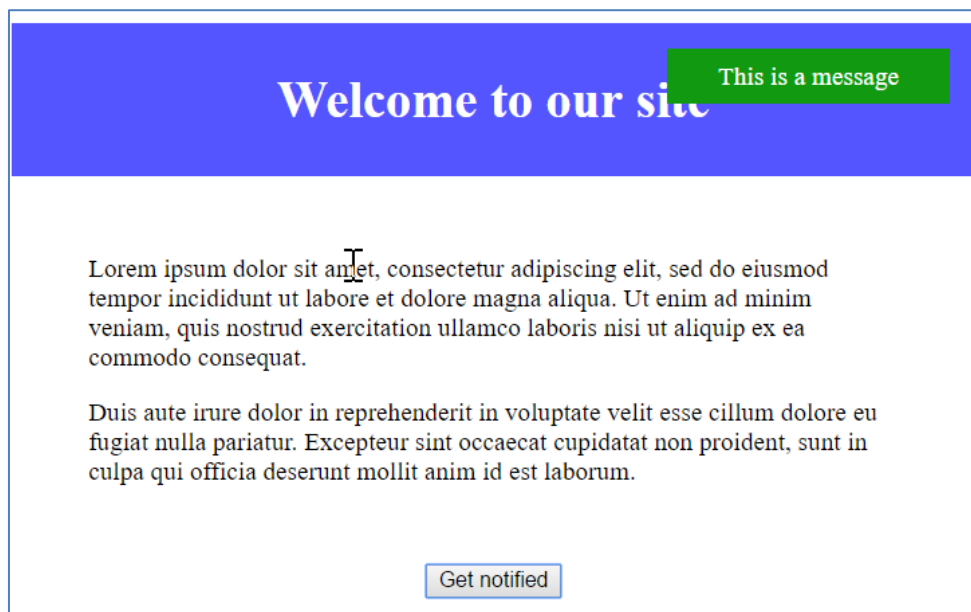 This is a message
Welcome to our site
Lorem ipsum dolor sit amet, consectetur adipiscing elit, sed do eiusmod
tempor incididunt ut labore et dolore magna aliqua. Ut enim ad minim
veniam, quis nostrud exercitation ullamco laboris nisi ut aliquip ex ea
commodo consequat.
Duis aute irure dolor in reprehenderit in voluptate velit esse cillum dolore eu
fugiat nulla pariatur. Excepteur sint occaecat cupidatat non proident, sunt in
culpa qui officia deserunt mollit anim id est laborum.
Get notified